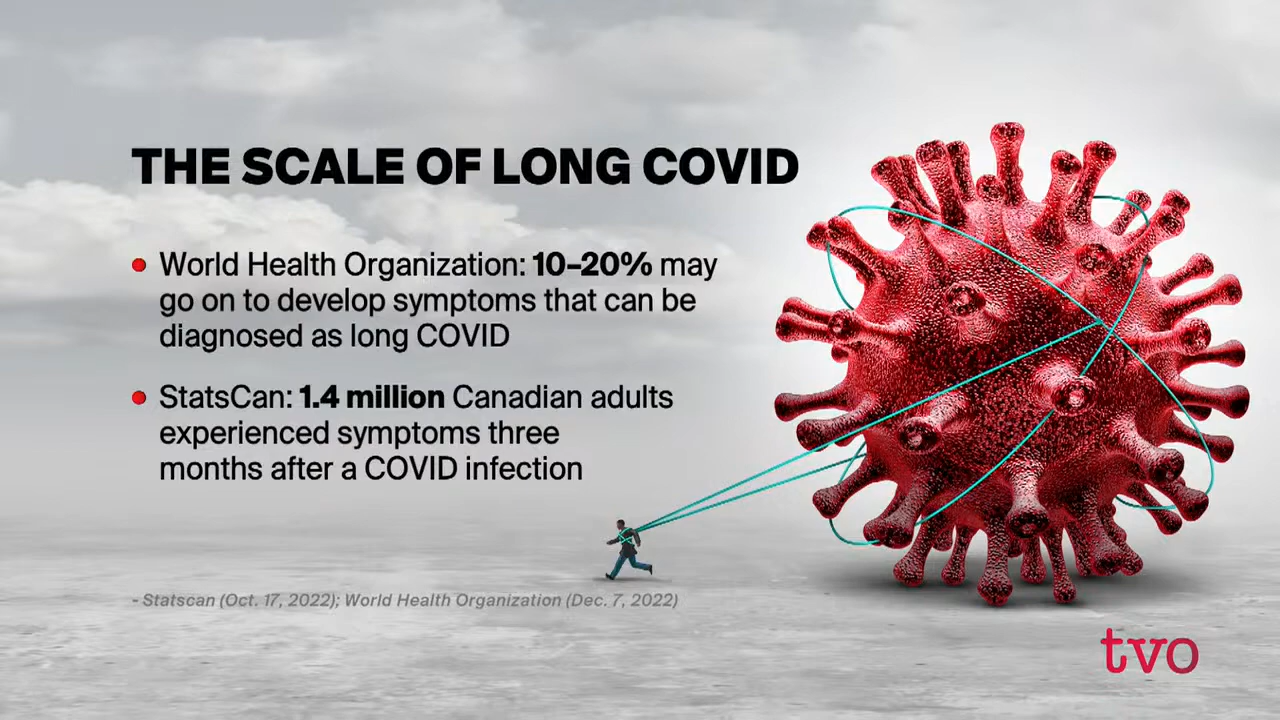 THE SCALE OF LONG COVID
• World Health Organization: 10–20% may
go on to develop symptoms that can be
diagnosed as long COVID
• StatsCan: 1.4 million Canadian adults
experienced symptoms three
months after a COVID infection
- Statscan (Oct. 17, 2022); World Health Organization (Dec. 7, 2022)
tvo